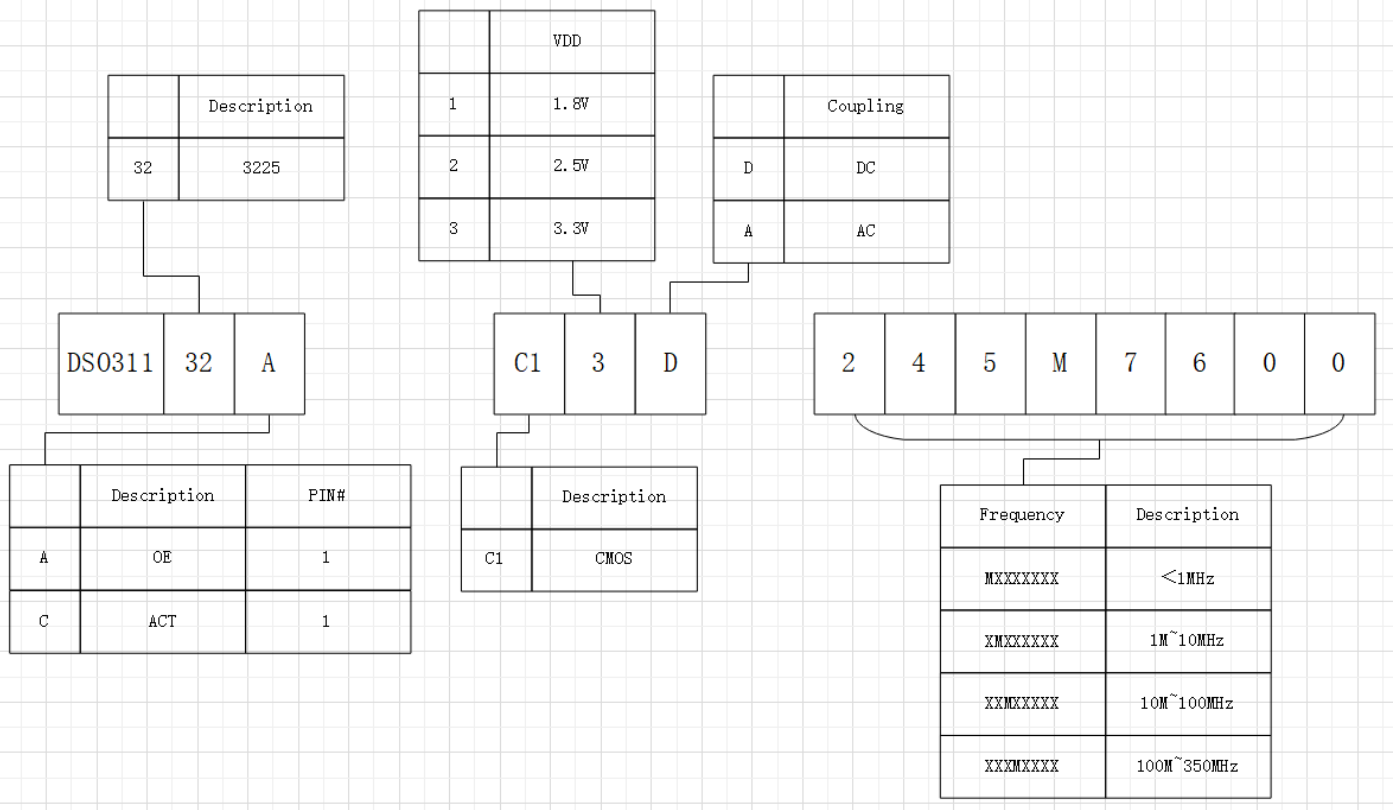 VDD
1 1.8V
2 2.5V
3 3.3V
Description
32 3225
Coupling
D DC
A AC
DSO311 32 A
C1 3 D
2 4 5 M 7 6 0 0
Description PIN#
A OE 1
C ACT 1
Description
C1 CMOS
Frequency Description
MXXXXXXX <1MHz
XMXXXXXX 1M~10MHz
XXMXXXXX 10M~100MHz
XXXMXXXX 100M~350MHz